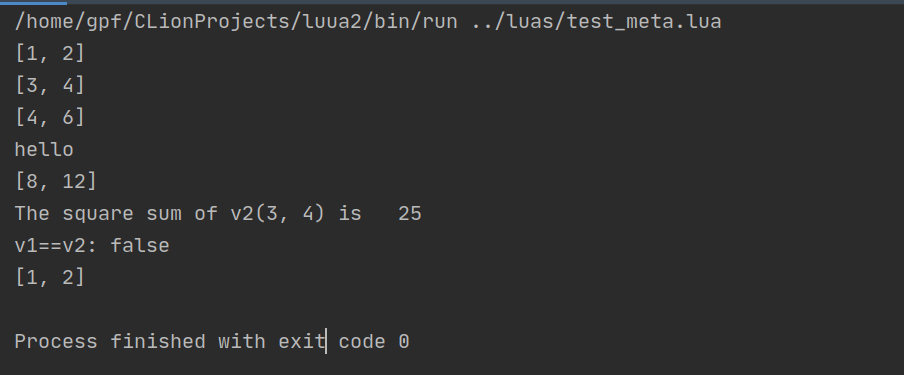 /home/gpf/CLionProjects/luua2/bin/run ../luas/test_meta.lua
[1, 2]
[3, 4]
[4, 6]
hello
[8, 12]
The square sum of v2(3, 4) is   25
v1==v2: false
[1, 2]
Process finished with exit code 0